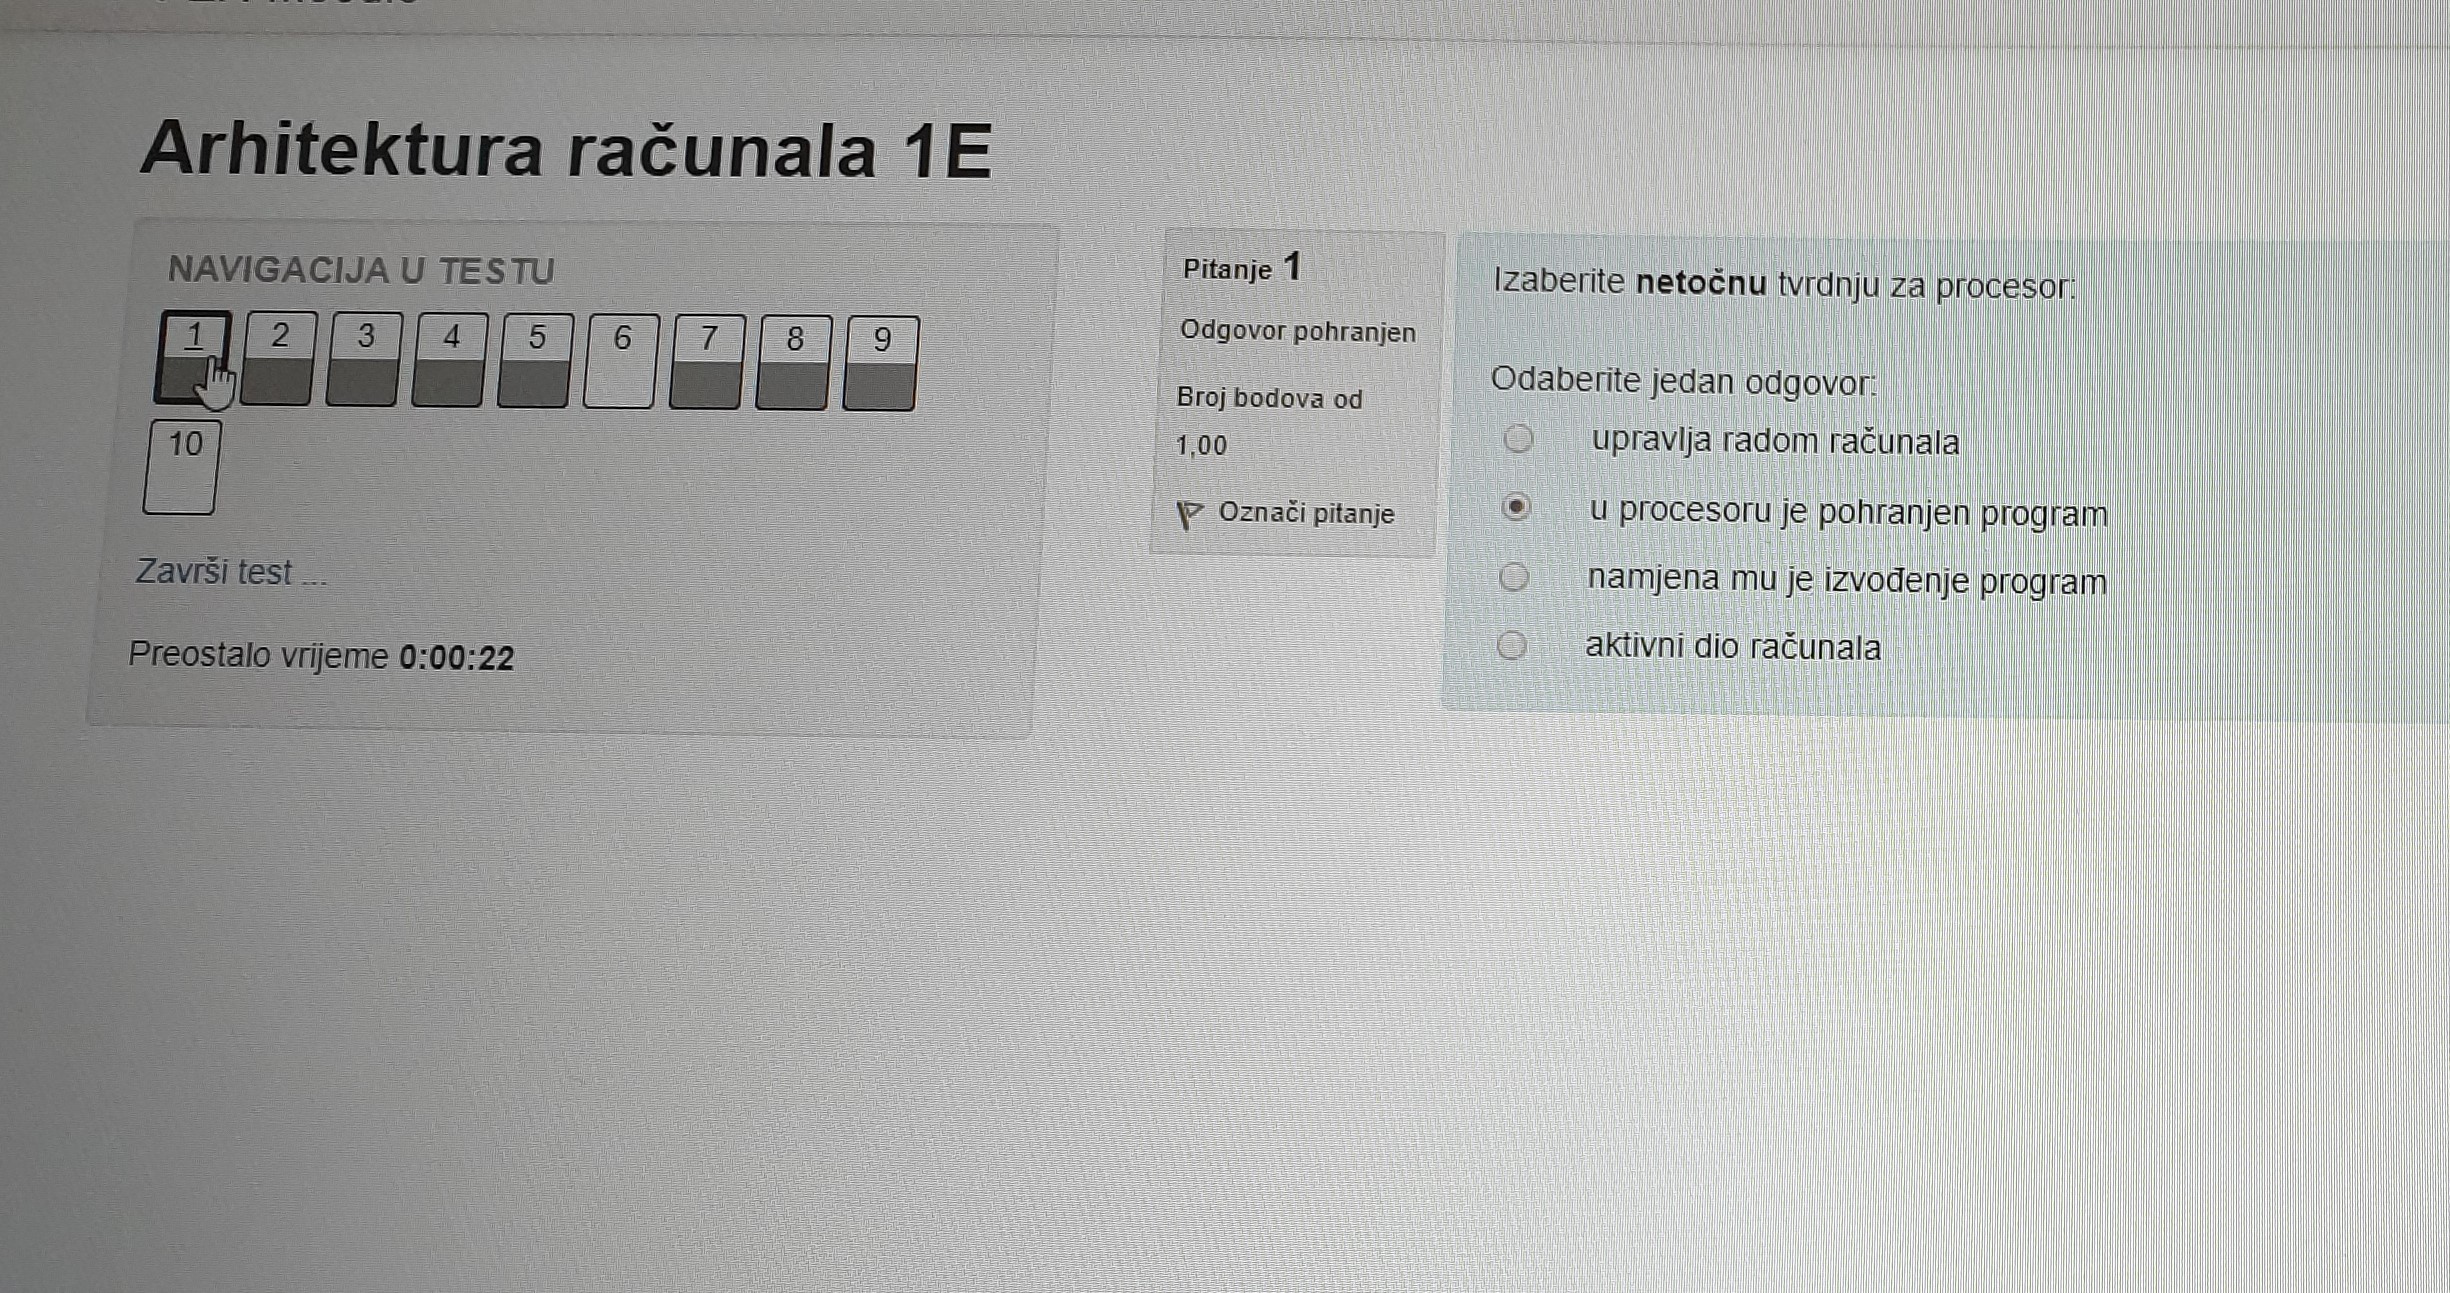 Arhitektura računala 1E
NAVIGACIJA U TESTU
1 2 3 4 5 6 7 8 9
10
Završi test ...
Preostalo vrijeme 0:00:22
Pitanje 1
Odgovor pohranjen
Broj bodova od
1,00
Označi pitanje
Izaberite netočnu tvrdnju za procesor:
Odaberite jedan odgovor:
upravlja radom računala
u procesoru je pohranjen program
namjena mu je izvođenje program
aktivni dio računala